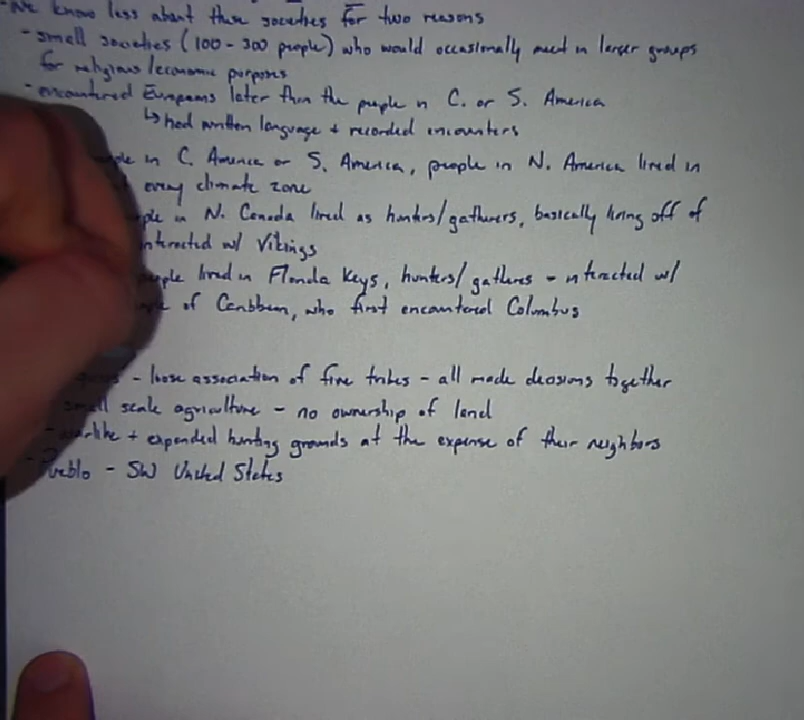 - We know less about these societies for two reasons
- small societies (100 - 300 people) who would occasionally meet in larger groups
for religious/economic purposes
- encountered Europeans later than the people in C. or S. America
↳ had written language + recorded encounters
in C. America or S. America, people in N. America lived in
every climate zone
in N. Canada lived as hunters/gatherers, basically living off of
w/ Vikings
lived in Florida Keys, hunters/gathers - interacted w/
of Caribbean, who first encountered Columbus
- loose association of five tribes - all made decisions together
small scale agriculture - no ownership of land
- warlike + expanded hunting grounds at the expense of their neighbors
- Pueblo - SW United States